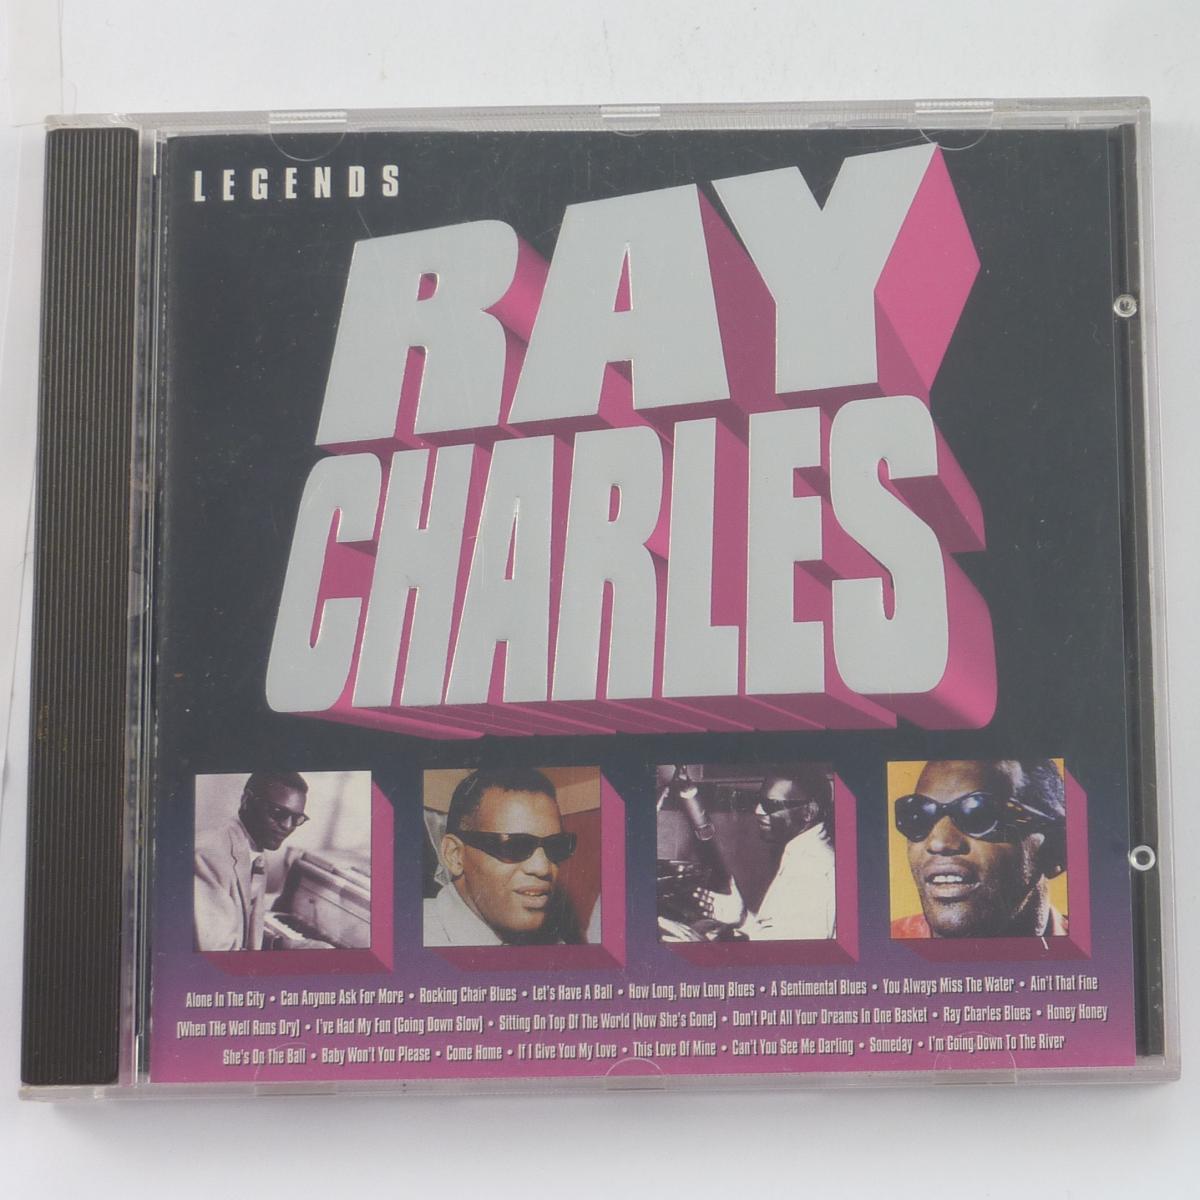 LEGENDS
RAY
CHARLES
Alone In The City • Can Anyone Ask For More • Rocking Chair Blues • Let's Have A Ball • How Long, How Long Blues • A Sentimental Blues • You Always Miss The Water • Ain't That Fine
(When THe Well Runs Dry) • I've Had My Fun (Going Down Slow) • Sitting On Top Of The World (Now She's Gone) • Don't Put All Your Dreams In One Basket • Ray Charles Blues • Honey Honey
She's On The Ball • Baby Won't You Please • Come Home • If I Give You My Love • This Love Of Mine • Can't You See Me Darling • Someday • I'm Going Down To The River